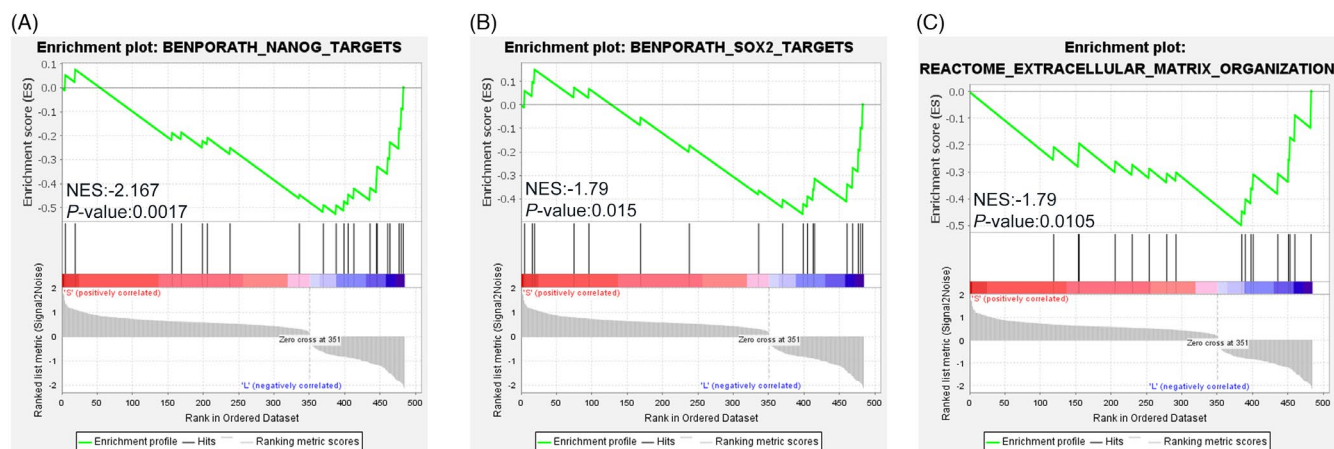 (A)
Enrichment plot: BENPORATH_NANOG_TARGETS
Enrichment score (ES)
0.1
0.0
-0.1
-0.2
-0.3
-0.4
-0.5
NES:-2.167
P-value:0.0017
Ranked list metric (Signal2Noise)
2
1
0
-1
-2
'S' (positively correlated)
Zero cross at 351
'L' (negatively correlated)
0 50 100 150 200 250 300 350 400 450 500
Rank in Ordered Dataset
Enrichment profile Hits Ranking metric scores
(B)
Enrichment plot: BENPORATH_SOX2_TARGETS
Enrichment score (ES)
0.1
0.0
-0.1
-0.2
-0.3
-0.4
NES:-1.79
P-value:0.015
Ranked list metric (Signal2Noise)
2
1
0
-1
-2
'S' (positively correlated)
Zero cross at 351
'L' (negatively correlated)
0 50 100 150 200 250 300 350 400 450 500
Rank in Ordered Dataset
Enrichment profile Hits Ranking metric scores
(C)
Enrichment plot:
REACTOME_EXTRACELLULAR_MATRIX_ORGANIZATION
Enrichment score (ES)
0.0
-0.1
-0.2
-0.3
-0.4
-0.5
NES:-1.79
P-value:0.0105
Ranked list metric (Signal2Noise)
2
1
0
-1
-2
'S' (positively correlated)
Zero cross at 351
'L' (negatively correlated)
0 50 100 150 200 250 300 350 400 450 500
Rank in Ordered Dataset
Enrichment profile Hits Ranking metric scores